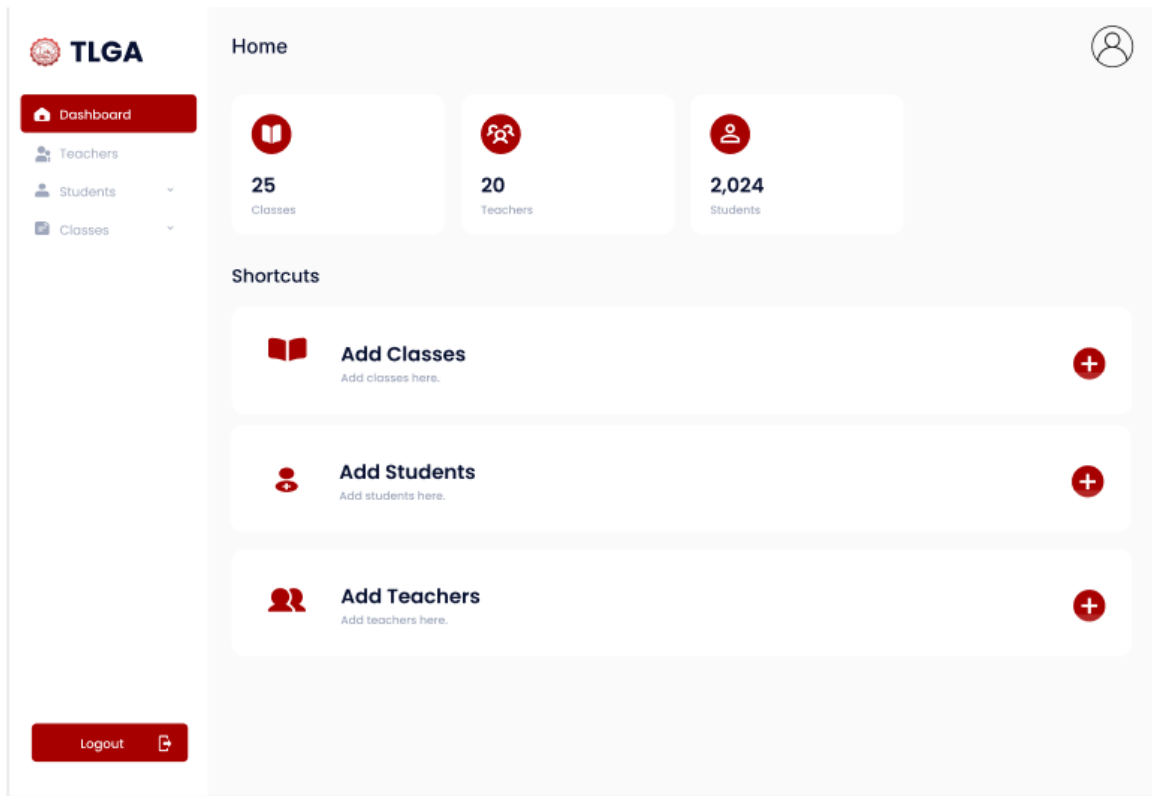 TLGA
Dashboard
Teachers
Students
Classes
Logout
Home
25
Classes
20
Teachers
2,024
Students
Shortcuts
Add Classes
Add classes here.
Add Students
Add students here.
Add Teachers
Add teachers here.